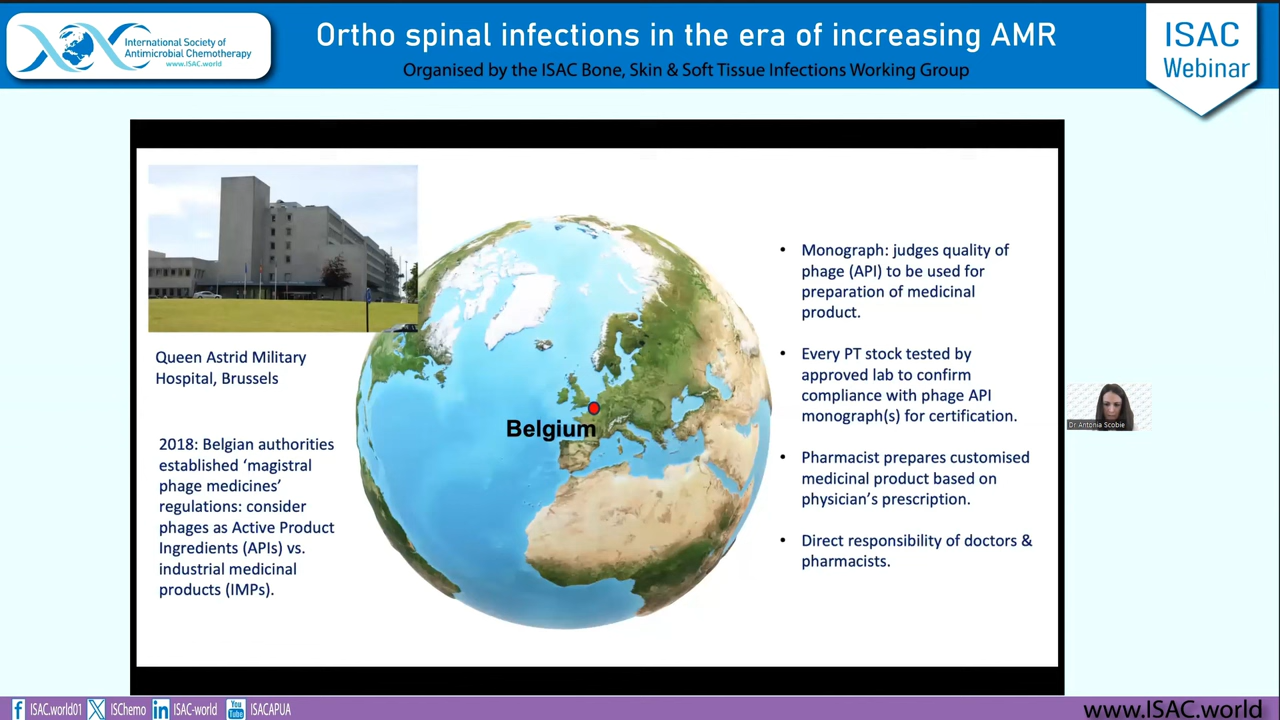 International Society of
Antimicrobial Chemotherapy
www.ISAC.world
Ortho spinal infections in the era of increasing AMR
Organised by the ISAC Bone, Skin & Soft Tissue Infections Working Group
ISAC
Webinar
Queen Astrid Military
Hospital, Brussels
2018: Belgian authorities
established ‘magistral
phage medicines’
regulations: consider
phages as Active Product
Ingredients (APIs) vs.
industrial medicinal
products (IMPs).
Belgium
• Monograph: judges quality of
phage (API) to be used for
preparation of medicinal
product.
• Every PT stock tested by
approved lab to confirm
compliance with phage API
monograph(s) for certification.
• Pharmacist prepares customised
medicinal product based on
physician’s prescription.
• Direct responsibility of doctors &
pharmacists.
Dr Antonia Scobie
ISAC.world01
ISChemo
ISAC-world
You
Tube
ISACAPUA
www.ISAC.world